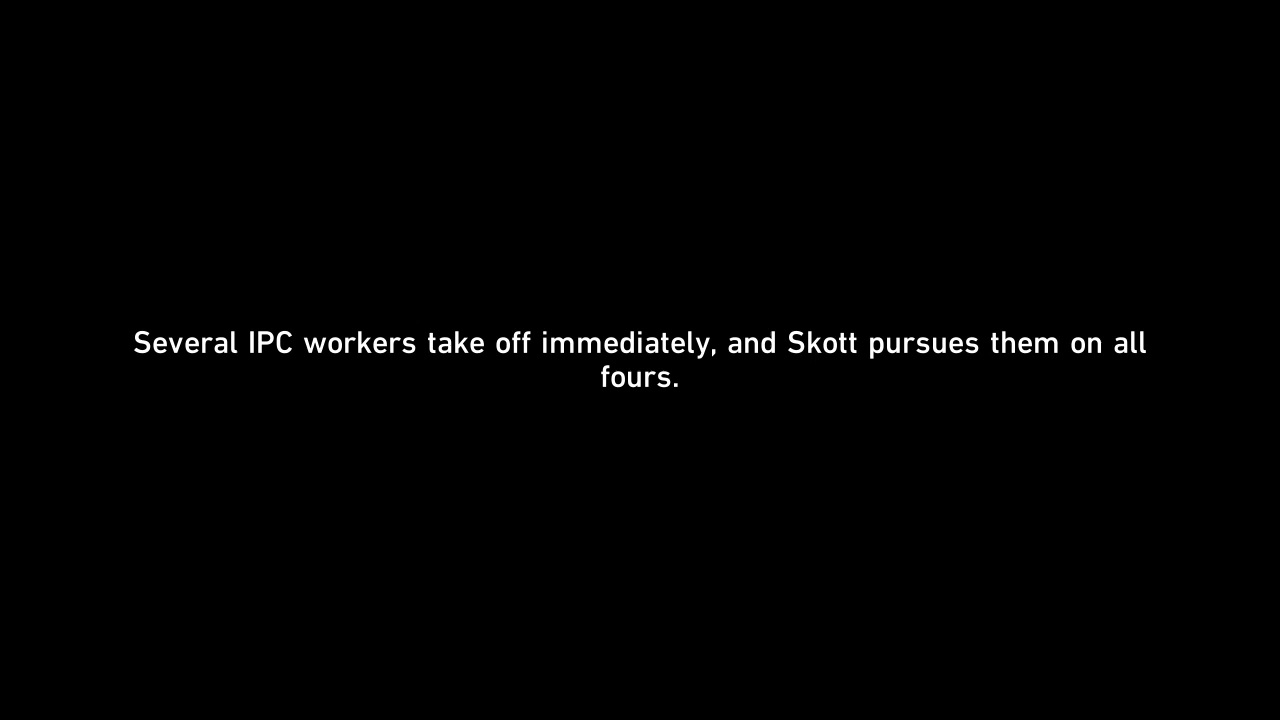 Several IPC workers take off immediately, and Skott pursues them on all
fours.